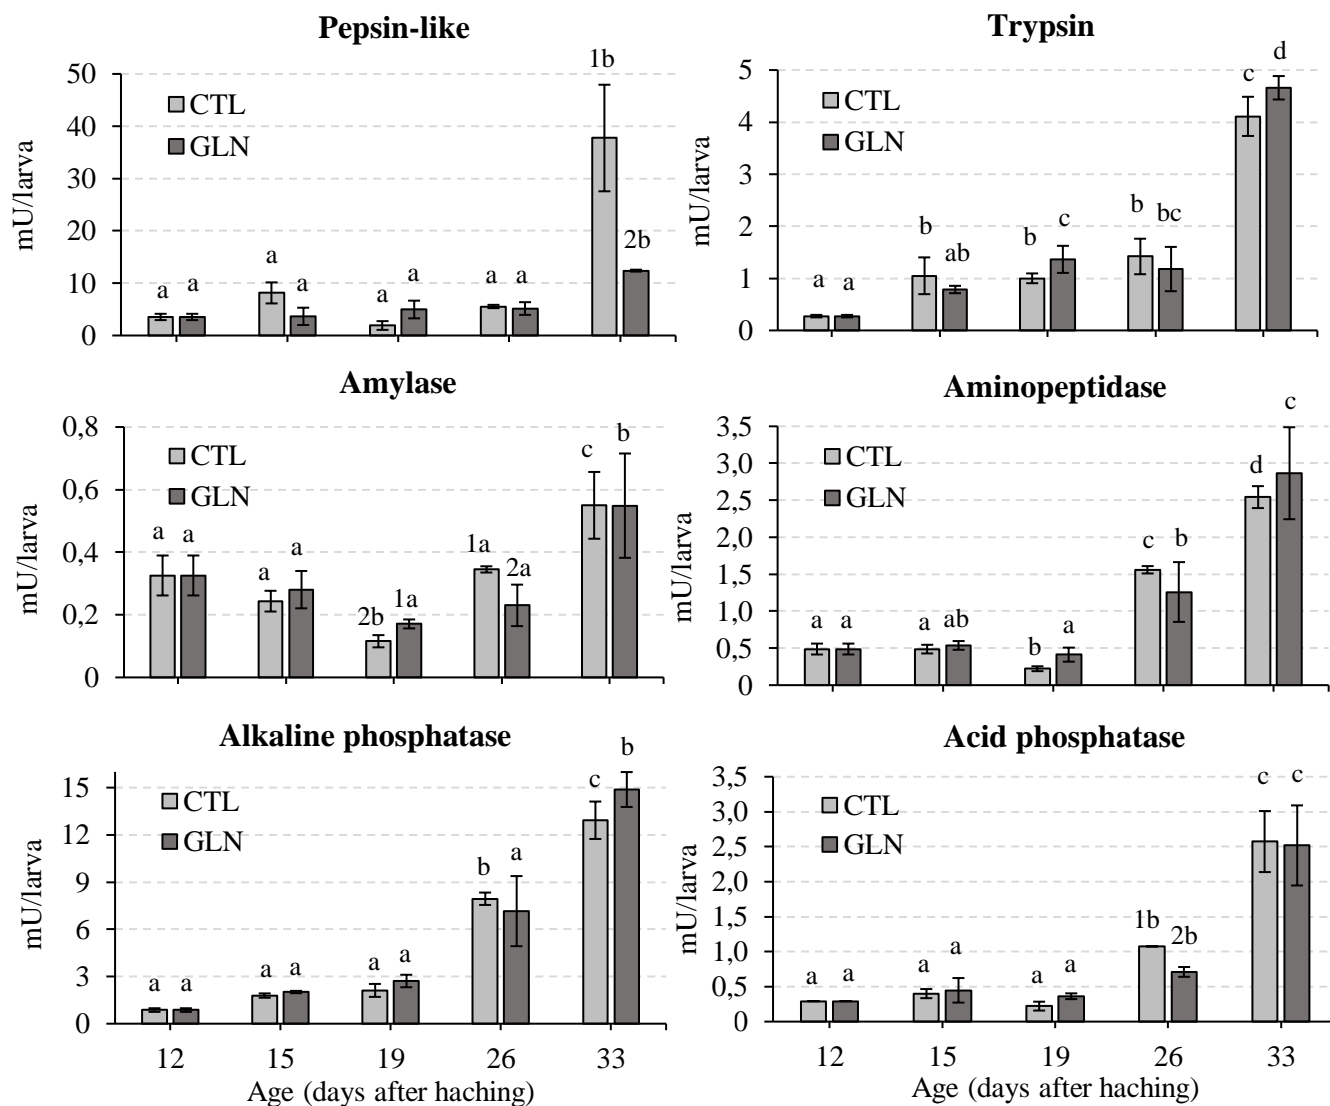 Pepsin-like
mU/larva
50
40
30
20
10
0
CTL
GLN
a a
a a
a a
a a
1b 2b
Trypsin
mU/larva
5
4
3
2
1
0
CTL
GLN
a a
b ab
b c
b bc
c d
Amylase
mU/larva
0,8
0,6
0,4
0,2
0
CTL
GLN
a a
a a
2b 1a
1a 2a
c b
Aminopeptidase
mU/larva
3,5
3,0
2,5
2,0
1,5
1,0
0,5
0
CTL
GLN
a a
a ab
b a
c b
d c
Alkaline phosphatase
mU/larva
15
12
9
6
3
0
CTL
GLN
a a
a a
a a
b a
c b
12 15 19 26 33
Age (days after haching)
Acid phosphatase
mU/larva
3,5
3,0
2,5
2,0
1,5
1,0
0,5
0
CTL
GLN
a a
a a
a a
1b 2b
c c
12 15 19 26 33
Age (days after haching)